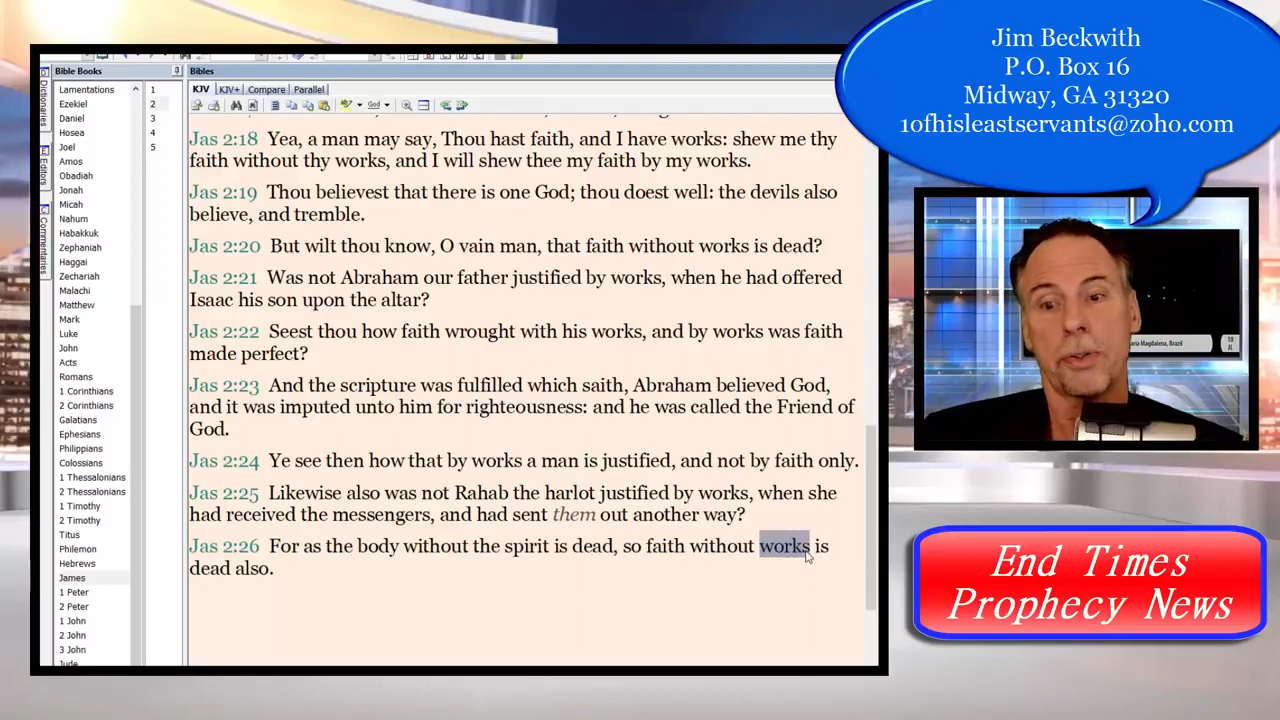 Jim Beckwith
P.O. Box 16
Midway, GA 31320
1ofhisleastservants@zoho.com
Bible Books
Bibles
KJV
KJV+
Compare
Parallel
God
Dictionaries
Editors
Commentaries
Lamentations
Ezekiel
Daniel
Hosea
Joel
Amos
Obadiah
Jonah
Micah
Nahum
Habakkuk
Zephaniah
Haggai
Zechariah
Malachi
Matthew
Mark
Luke
John
Acts
Romans
1 Corinthians
2 Corinthians
Galatians
Ephesians
Philippians
Colossians
1 Thessalonians
2 Thessalonians
1 Timothy
2 Timothy
Titus
Philemon
Hebrews
James
1 Peter
2 Peter
1 John
2 John
3 John
Jude
1
2
3
4
5
Jas 2:18 Yea, a man may say, Thou hast faith, and I have works: shew me thy
faith without thy works, and I will shew thee my faith by my works.
Jas 2:19 Thou believest that there is one God; thou doest well: the devils also
believe, and tremble.
Jas 2:20 But wilt thou know, O vain man, that faith without works is dead?
Jas 2:21 Was not Abraham our father justified by works, when he had offered
Isaac his son upon the altar?
Jas 2:22 Seest thou how faith wrought with his works, and by works was faith
made perfect?
Jas 2:23 And the scripture was fulfilled which saith, Abraham believed God,
and it was imputed unto him for righteousness: and he was called the Friend of
God.
Jas 2:24 Ye see then how that by works a man is justified, and not by faith only.
Jas 2:25 Likewise also was not Rahab the harlot justified by works, when she
had received the messengers, and had sent them out another way?
Jas 2:26 For as the body without the spirit is dead, so faith without works is
dead also.
Magdalena, Brazil
10
End Times
Prophecy News